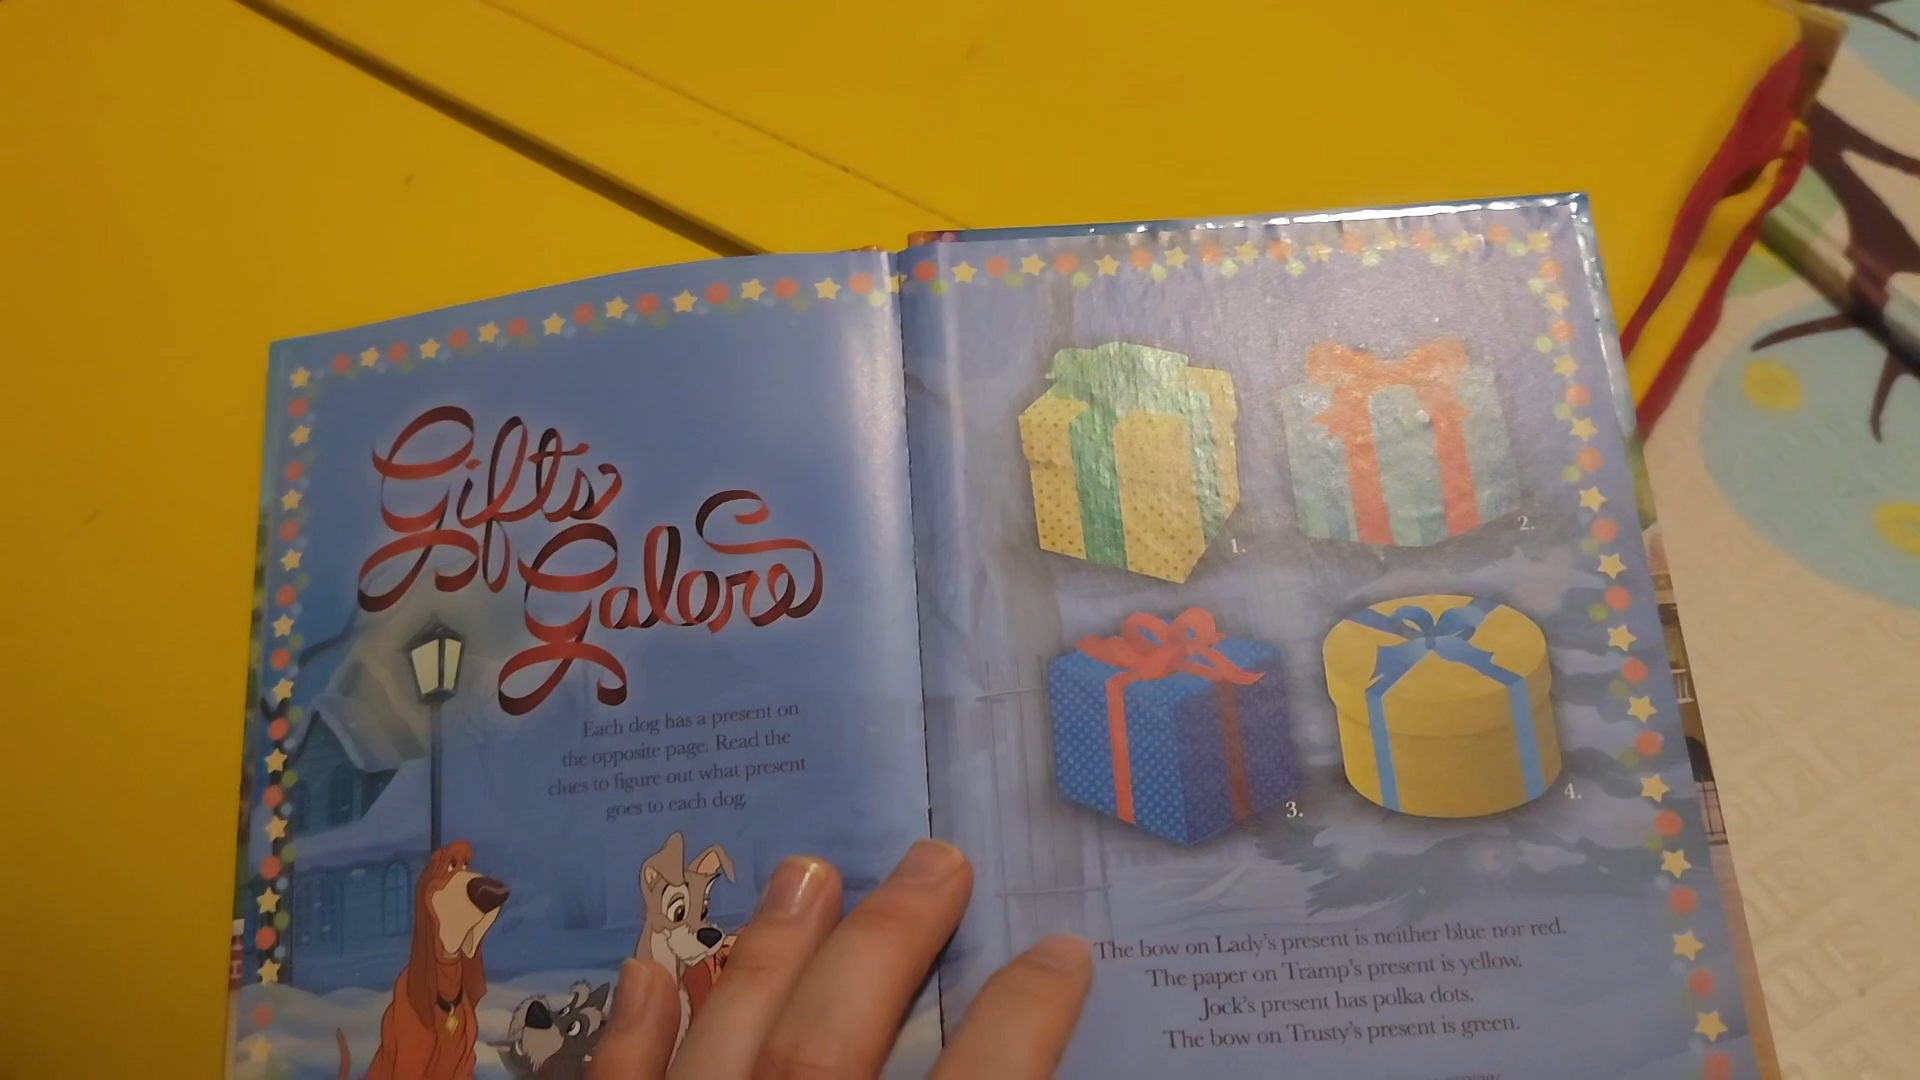 Gifts
Galore
Each dog has a present on
the opposite page. Read the
clues to figure out what present
goes to each dog.
1.
2.
3.
4.
The bow on Lady's present is neither blue nor red.
The paper on Tramp's present is yellow.
Jock's present has polka dots.
The bow on Trusty's present is green.